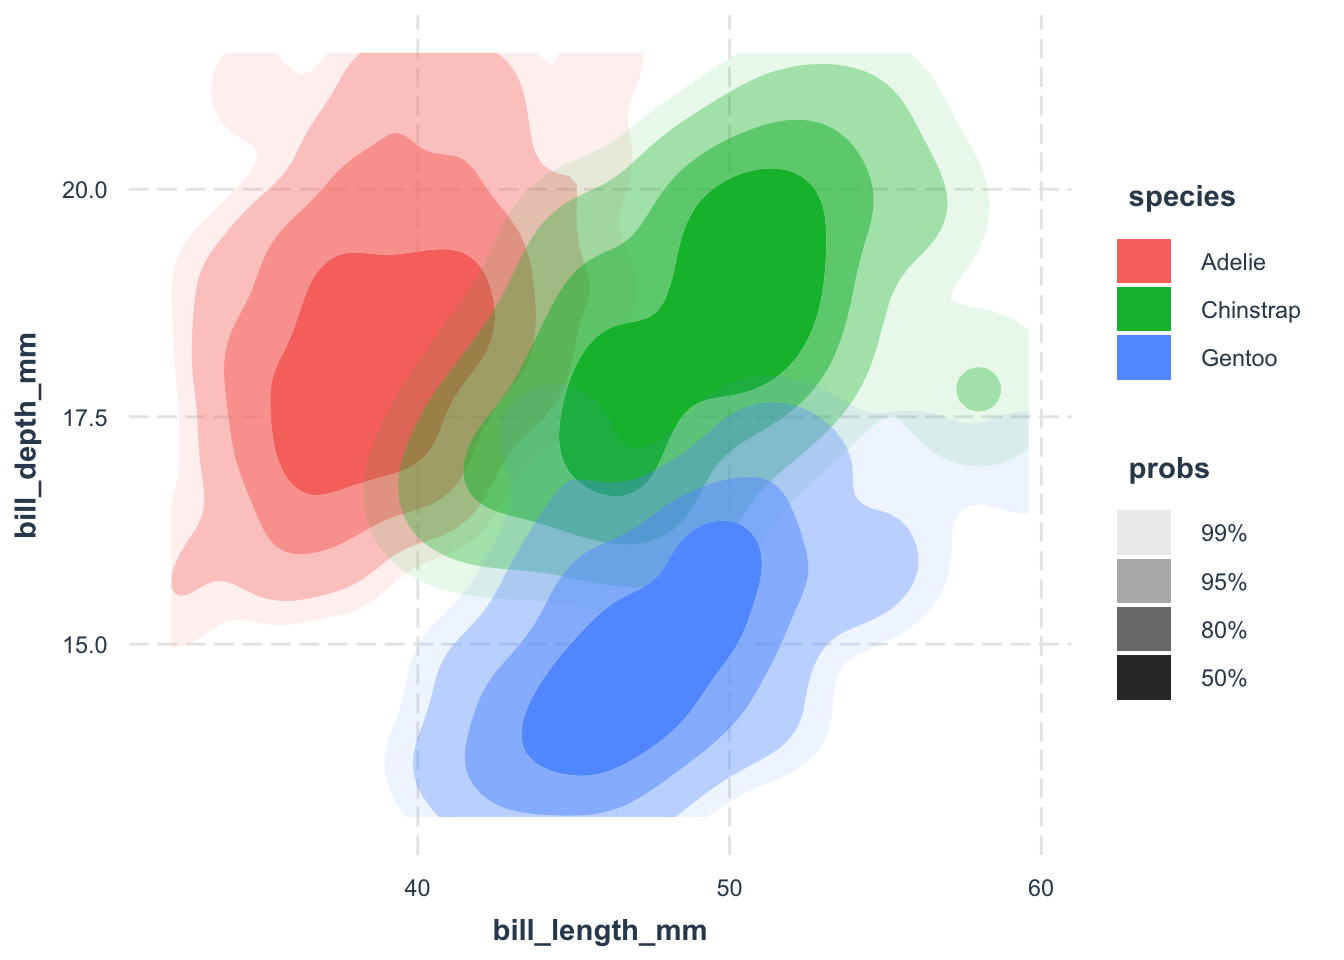 20.0
17.5
15.0
bill_depth_mm
40
50
60
bill_length_mm
species
Adelie
Chinstrap
Gentoo
probs
99%
95%
80%
50%